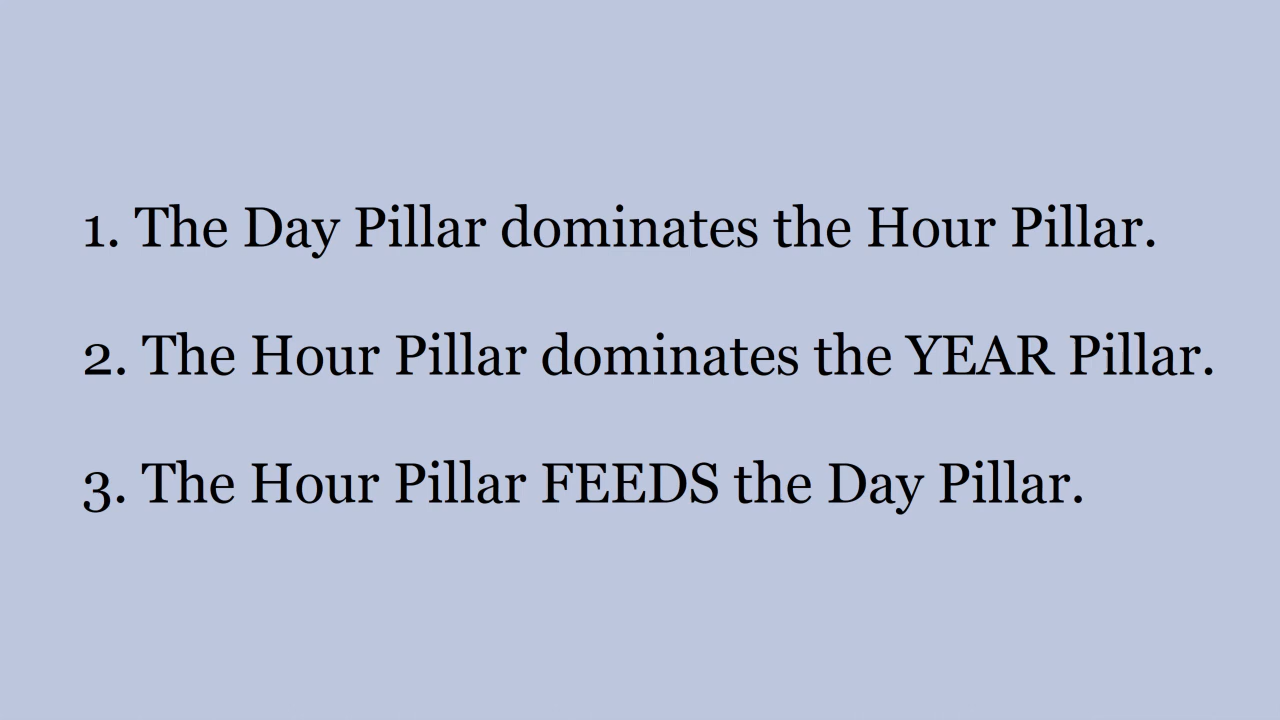 1. The Day Pillar dominates the Hour Pillar.
2. The Hour Pillar dominates the YEAR Pillar.
3. The Hour Pillar FEEDS the Day Pillar.